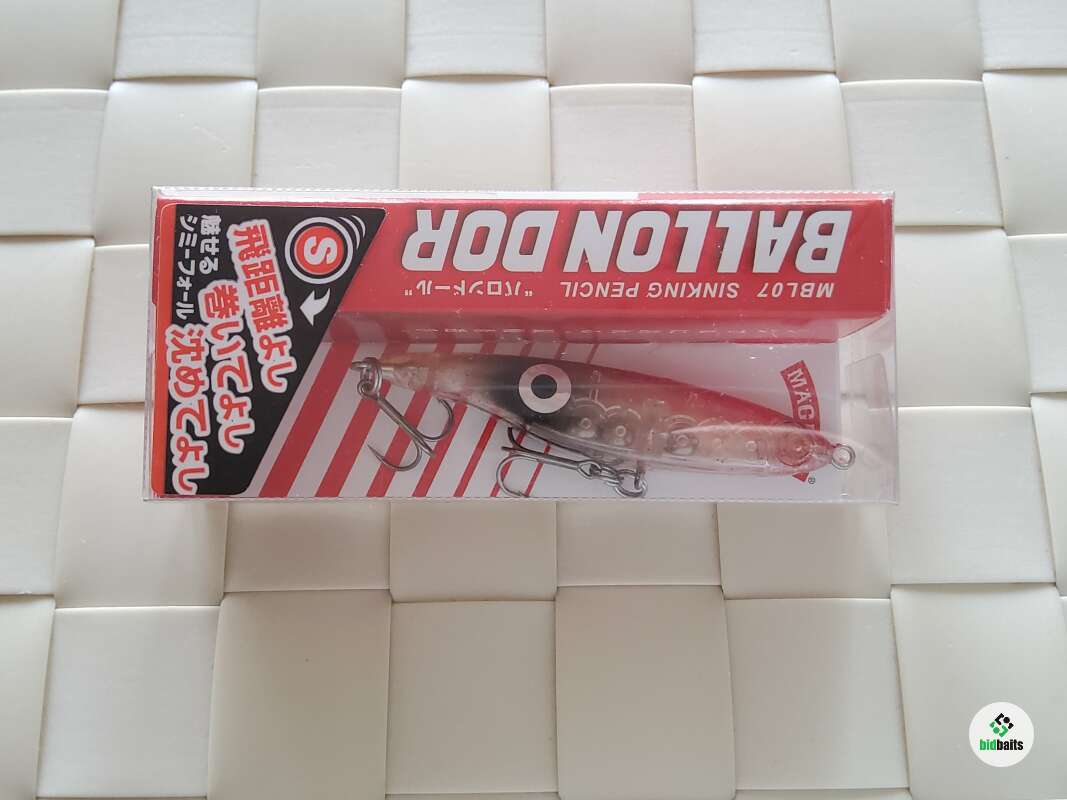 MBL07 SINKING PENCIL "バロンドール"
BALLON DOR
S
魅せる
シミーフォール
飛距離よし
巻いてよし
沈めてよし
®
bidbaits